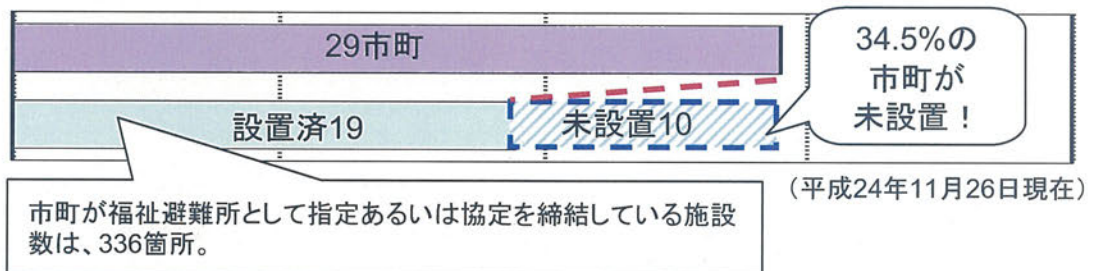 29市町
34.5%の
市町が
未設置！
設置済19
未設置10
（平成24年11月26日現在）
市町が福祉避難所として指定あるいは協定を締結している施設
数は、336箇所。